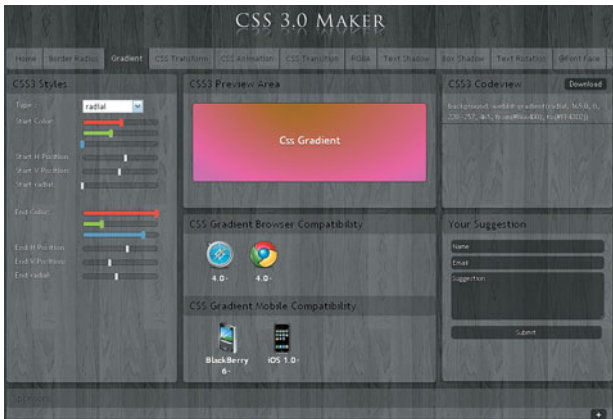 CSS 3.0 MAKER
Home Border Radius Gradient CSS Transform CSS Animation CSS Transition RGBA Text Shadow Box Shadow Text Rotation @Font Face
CSS3 Styles
Type :
radial
Start Color:
Start H Position:
Start V Position:
Start radial:
End Color:
End H Position:
End V Position:
End radial:
CSS3 Preview Area
Css Gradient
CSS Gradient Browser Compatibility
4.0+ 4.0+
CSS Gradient Mobile Compatibility
BlackBerry 6+
iOS 1.0+
CSS3 Codeview
Download
Your Suggestion
Name
Email
Suggestion
Submit